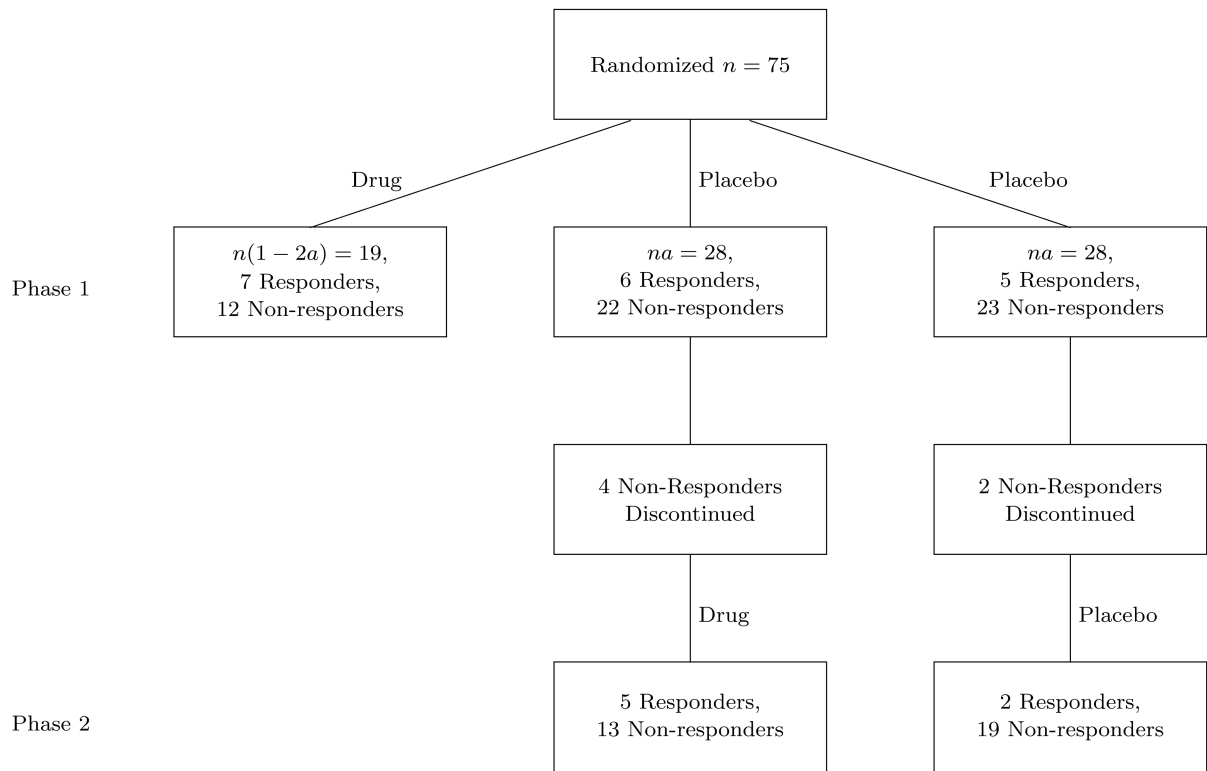 Randomized n = 75
Drug
Placebo
Placebo
Phase 1
n(1 − 2a) = 19,
7 Responders,
12 Non-responders
na = 28,
6 Responders,
22 Non-responders
na = 28,
5 Responders,
23 Non-responders
4 Non-Responders
Discontinued
2 Non-Responders
Discontinued
Drug
Placebo
Phase 2
5 Responders,
13 Non-responders
2 Responders,
19 Non-responders